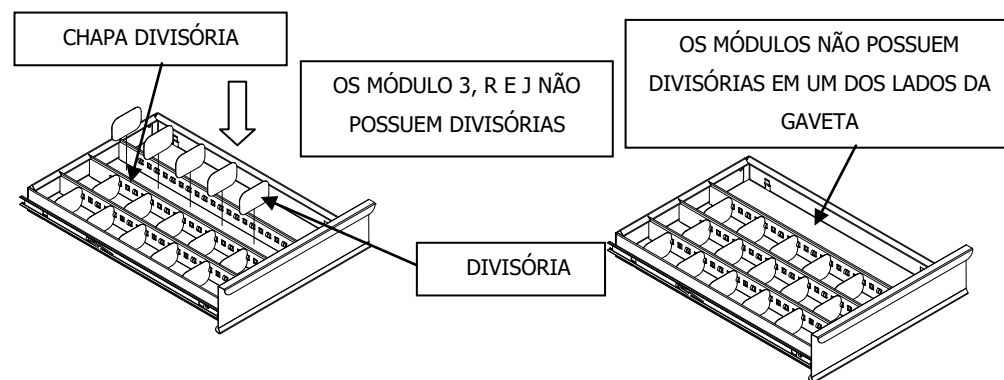 CHAPA DIVISÓRIA
OS MÓDULO 3, R E J NÃO
POSSUEM DIVISÓRIAS
OS MÓDULOS NÃO POSSUEM
DIVISÓRIAS EM UM DOS LADOS DA
GAVETA
DIVISÓRIA